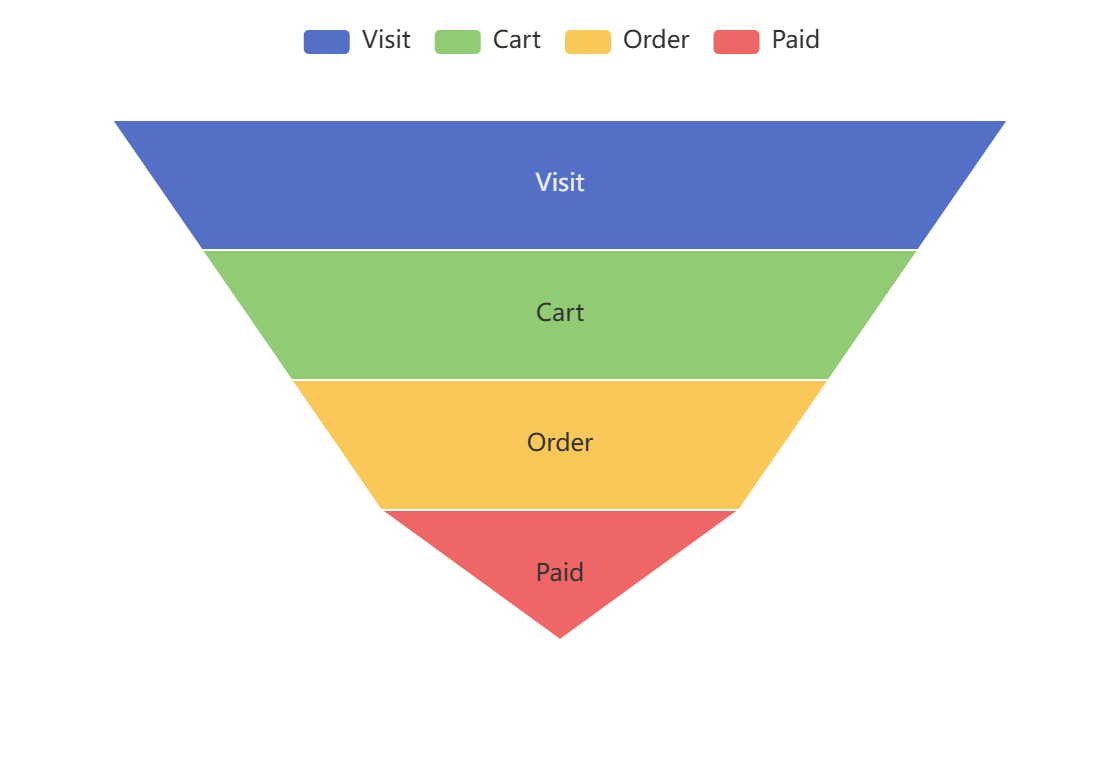 Visit Cart Order Paid
Visit
Cart
Order
Paid